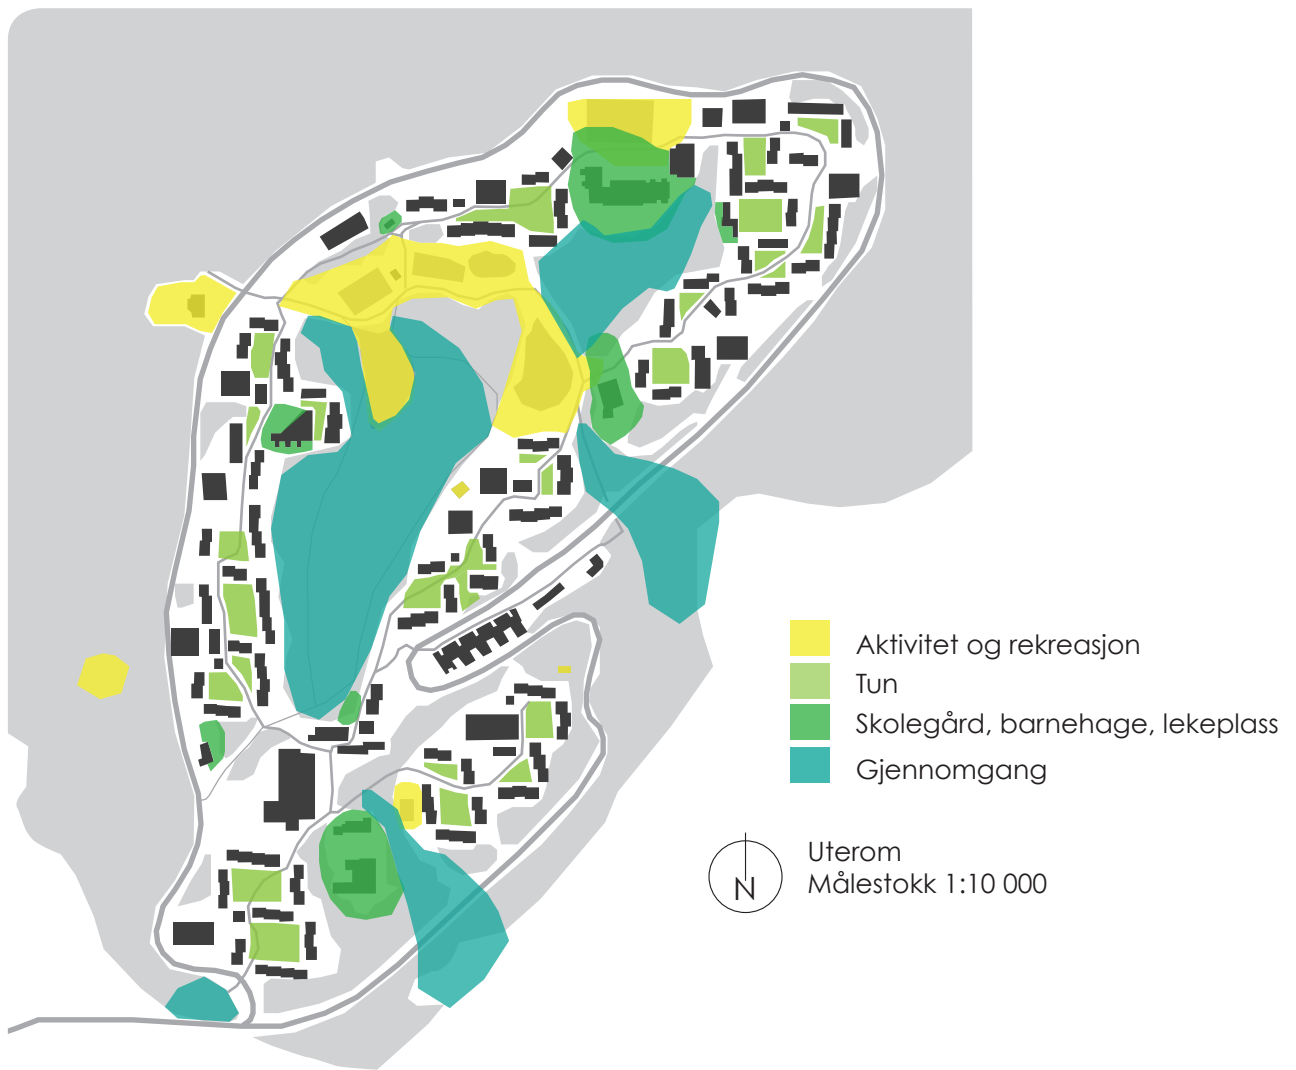 Aktivitet og rekreasjon
Tun
Skolegård, barnehage, lekeplass
Gjennomgang
N
Uterom
Målestokk 1:10 000